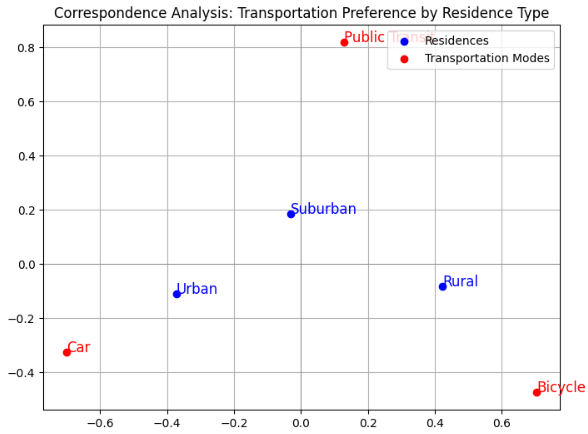 Correspondence Analysis: Transportation Preference by Residence Type
Public
Residences
Transportation Modes
Suburban
Urban
Rural
Car
Bicycle
0.8
0.6
0.4
0.2
0.0
−0.2
−0.4
−0.6
−0.4
−0.2
0.0
0.2
0.4
0.6